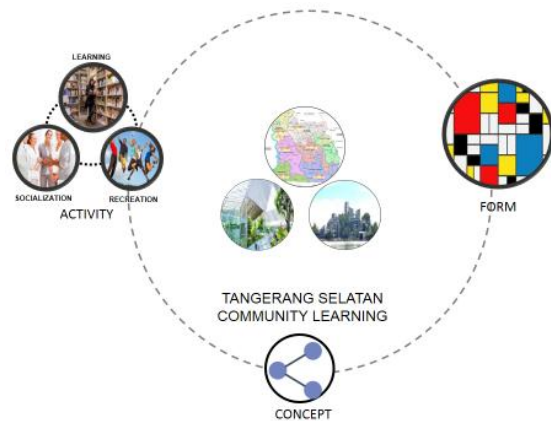 LEARNING
SOCIALIZATION
RECREATION
ACTIVITY
FORM
TANGERANG SELATAN
COMMUNITY LEARNING
CONCEPT